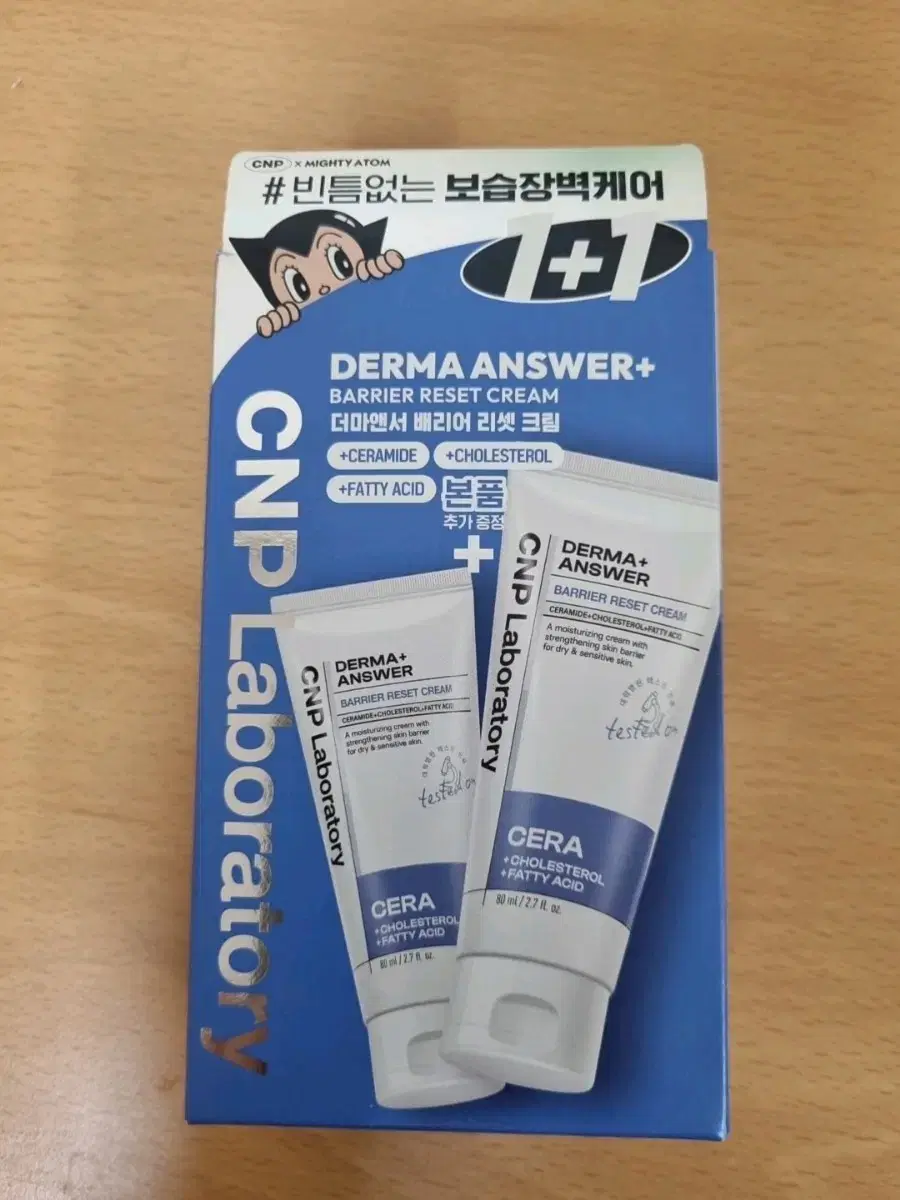 CNP x MIGHTY ATOM
#빈틈없는 보습장벽케어
1+1
DERMA ANSWER+
BARRIER RESET CREAM
더마앤서 배리어 리셋 크림
+CERAMIDE +CHOLESTEROL
+FATTY ACID
본품
추가 증정
+
CNP Laboratory
CNP Laboratory
DERMA+
ANSWER
BARRIER RESET CREAM
CERAMIDE+CHOLESTEROL+FATTY ACID
A moisturizing cream with
strengthening skin barrier
for dry & sensitive skin.
tested on
CERA
+CHOLESTEROL
+FATTY ACID
80 ml / 2.7 fl. oz.
CNP Laboratory
DERMA+
ANSWER
BARRIER RESET CREAM
CERAMIDE+CHOLESTEROL+FATTY ACID
A moisturizing cream with
strengthening skin barrier
for dry & sensitive skin.
tested on
CERA
+CHOLESTEROL
+FATTY ACID
80 ml / 2.7 fl. oz.